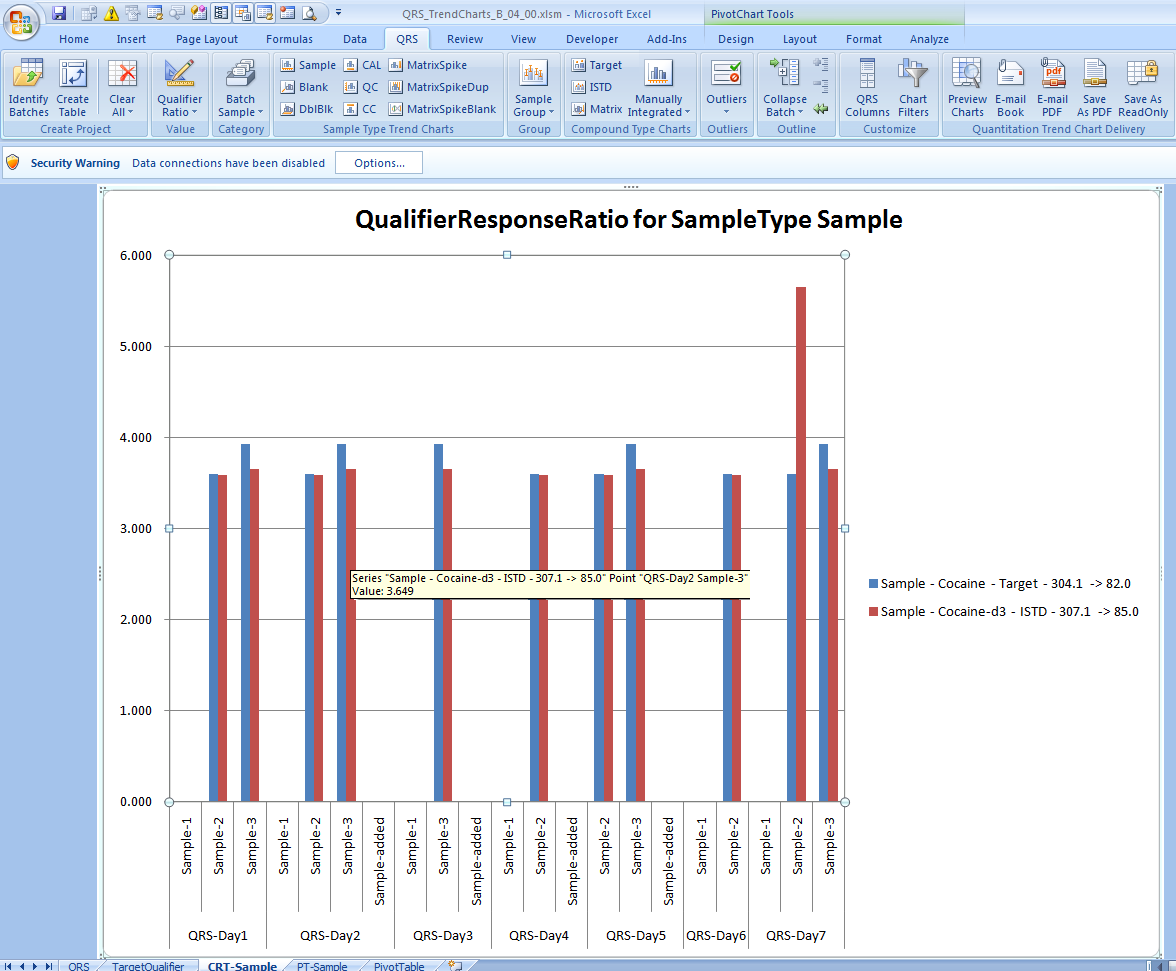 QRS_TrendCharts_B_04_00.xlsm - Microsoft Excel PivotChart Tools
Home Insert Page Layout Formulas Data QRS Review View Developer Add-Ins Design Layout Format Analyze
Identify Batches
Create Table
Create Project
Clear All
Qualifier Ratio
Value
Batch Sample
Category
Sample CAL MatrixSpike
Blank QC MatrixSpikeDup
DblBlk CC MatrixSpikeBlank
Sample Type Trend Charts
Sample Group
Group
Target
ISTD
Matrix
Manually Integrated
Compound Type Charts
Outliers
Outliers
Collapse Batch
Outline
QRS Columns
Chart Filters
Customize
Preview Charts
E-mail Book
E-mail PDF
pdf
Save As PDF
Save As ReadOnly
Quantitation Trend Chart Delivery
Security Warning Data connections have been disabled Options...
QualifierResponseRatio for SampleType Sample
6.000
5.000
4.000
3.000
2.000
1.000
0.000
Series "Sample - Cocaine-d3 - ISTD - 307.1 -> 85.0" Point "QRS-Day2 Sample-3"
Value: 3.649
Sample - Cocaine - Target - 304.1 -> 82.0
Sample - Cocaine-d3 - ISTD - 307.1 -> 85.0
Sample-1 Sample-2 Sample-3 Sample-1 Sample-2 Sample-3 Sample-added Sample-1 Sample-3 Sample-added Sample-1 Sample-2 Sample-added Sample-2 Sample-3 Sample-added Sample-1 Sample-2 Sample-1 Sample-2 Sample-3
QRS-Day1 QRS-Day2 QRS-Day3 QRS-Day4 QRS-Day5 QRS-Day6 QRS-Day7
QRS TargetQualifier CRT-Sample PT-Sample PivotTable